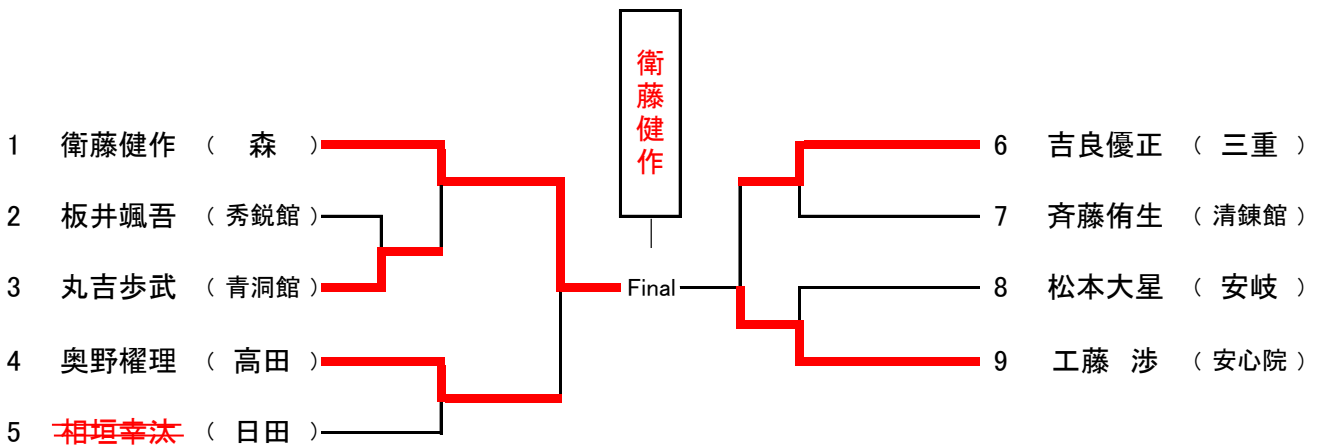 衛藤健作
1 衛藤健作 （ 森 ）
2 板井颯吾 （ 秀鋭館 ）
3 丸吉歩武 （ 青洞館 ）
4 奥野櫂理 （ 高田 ）
5 相垣幸汰 （ 日田 ）
Final
6 吉良優正 （ 三重 ）
7 斉藤侑生 （ 清錬館 ）
8 松本大星 （ 安岐 ）
9 工藤 渉 （ 安心院 ）